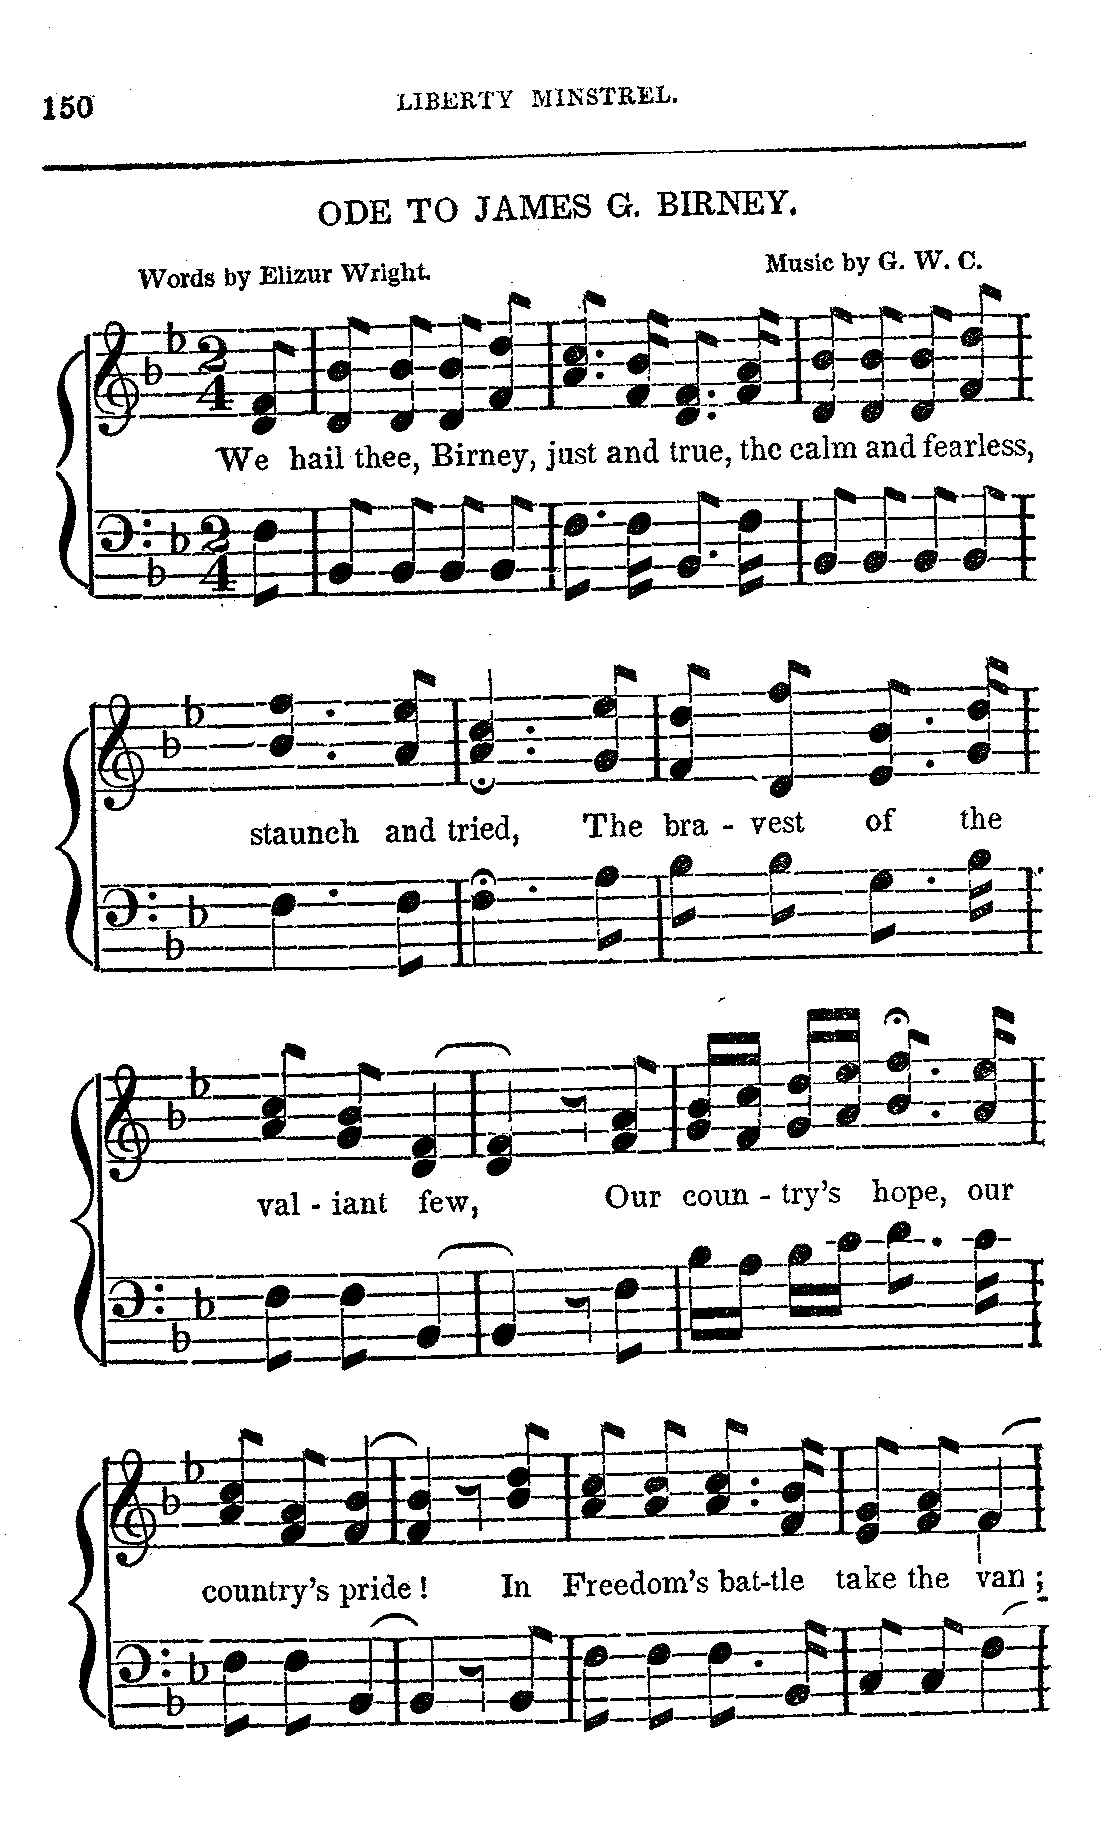 150
LIBERTY MINSTREL.
ODE TO JAMES G. BIRNEY.
Words by Elizur Wright.
Music by G. W. C.
2
4
We hail thee, Birney, just and true, the calm and fearless,
2
4
staunch and tried, The bra - vest of the
val - iant few, Our coun - try's hope, our
country's pride! In Freedom's bat-tle take the van;